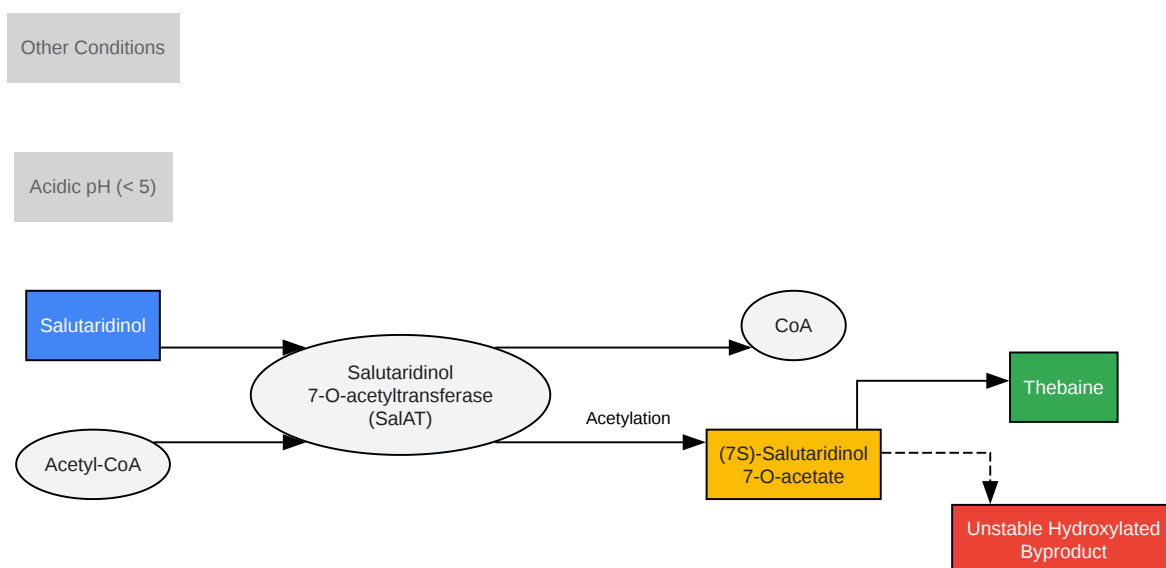 Other Conditions
Acidic pH (< 5)
Salutaridinol
CoA
Salutaridinol
7-O-acetyltransferase
(SalAT)
Thebaine
Acetylation
Acetyl-CoA
(7S)-Salutaridinol
7-O-acetate
Unstable Hydroxylated
Byproduct